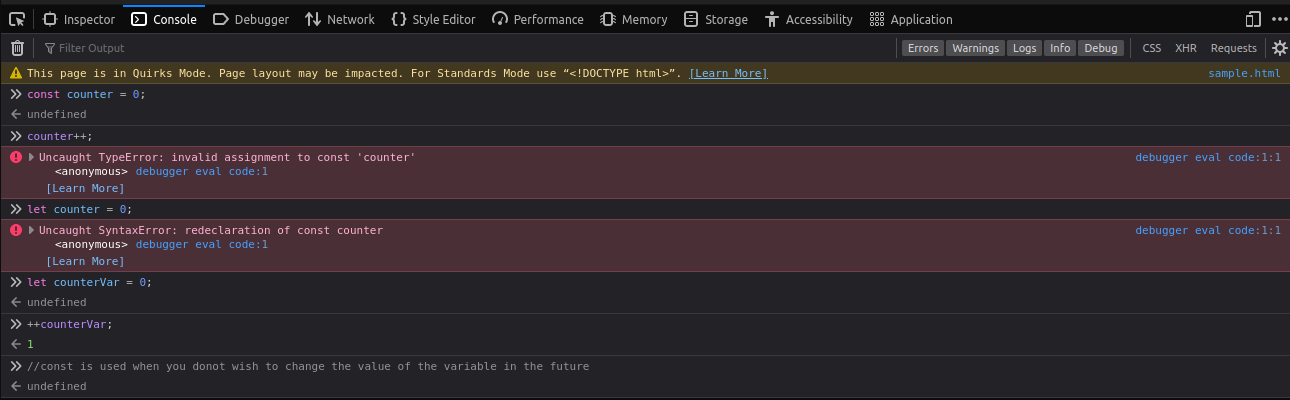 Inspector Console Debugger Network Style Editor Performance Memory Storage Accessibility Application
Filter Output Errors Warnings Logs Info Debug CSS XHR Requests
This page is in Quirks Mode. Page layout may be impacted. For Standards Mode use “<!DOCTYPE html>”. [Learn More] sample.html
const counter = 0;
undefined
counter++;
Uncaught TypeError: invalid assignment to const 'counter' debugger eval code:1:1
<anonymous> debugger eval code:1
[Learn More]
let counter = 0;
Uncaught SyntaxError: redeclaration of const counter debugger eval code:1:1
<anonymous> debugger eval code:1
[Learn More]
let counterVar = 0;
undefined
++counterVar;
1
//const is used when you donot wish to change the value of the variable in the future
undefined